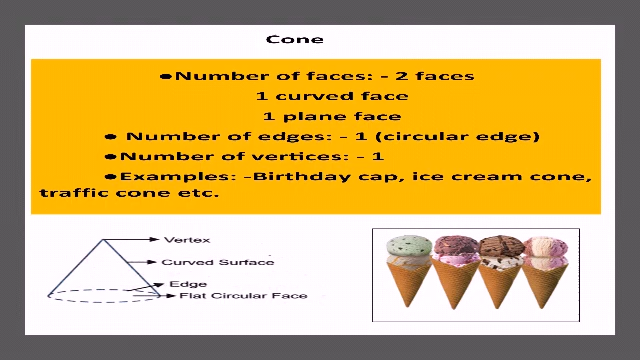 Cone
●Number of faces: - 2 faces
1 curved face
1 plane face
● Number of edges: - 1 (circular edge)
●Number of vertices: - 1
●Examples: -Birthday cap, ice cream cone,
traffic cone etc.
Vertex
Curved Surface
Edge
Flat Circular Face